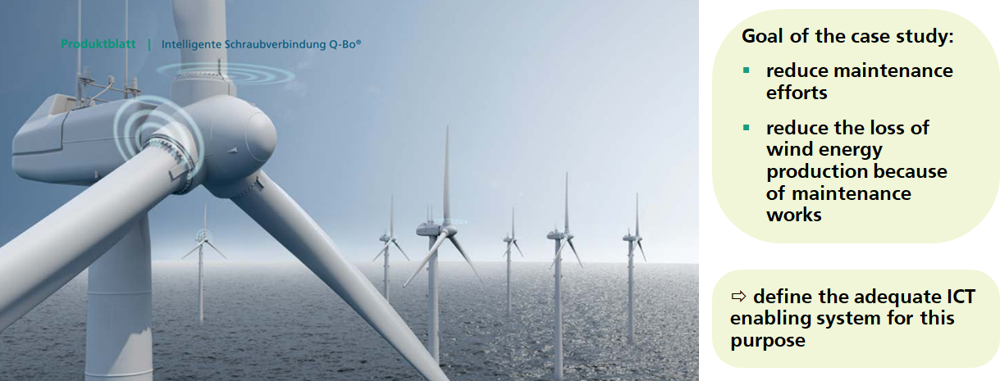 Produktblatt | Intelligente Schraubverbindung Q-Bo®
Goal of the case study:
▪ reduce maintenance
efforts
▪ reduce the loss of
wind energy
production because
of maintenance
works
⇨ define the adequate ICT
enabling system for this
purpose